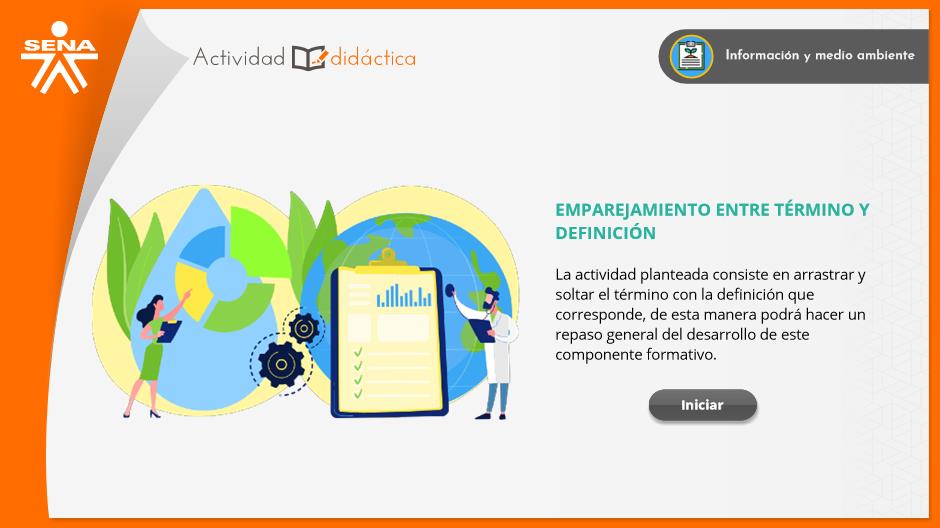 SENA
Actividad didáctica
Información y medio ambiente
EMPAREJAMIENTO ENTRE TÉRMINO Y
DEFINICIÓN
La actividad planteada consiste en arrastrar y
soltar el término con la definición que
corresponde, de esta manera podrá hacer un
repaso general del desarrollo de este
componente formativo.
Iniciar